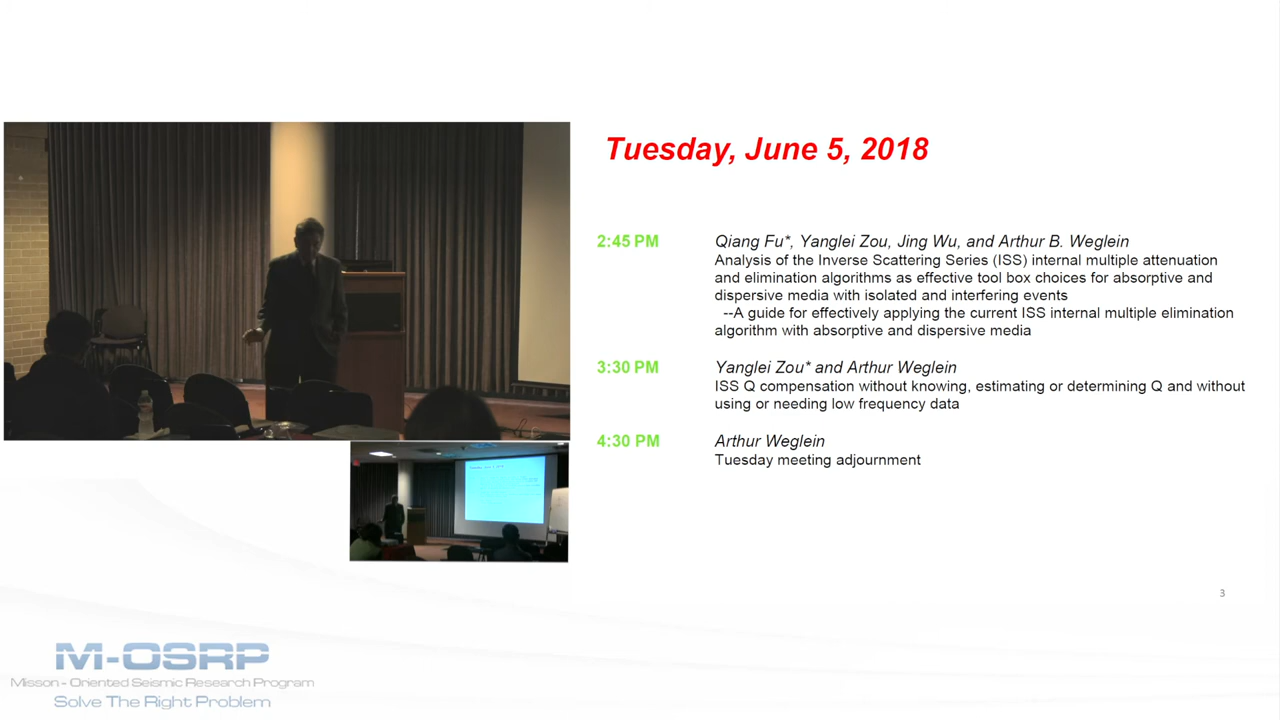 Tuesday, June 5, 2018
2:45 PM Qiang Fu*, Yanglei Zou, Jing Wu, and Arthur B. Weglein
Analysis of the Inverse Scattering Series (ISS) internal multiple attenuation
and elimination algorithms as effective tool box choices for absorptive and
dispersive media with isolated and interfering events
--A guide for effectively applying the current ISS internal multiple elimination
algorithm with absorptive and dispersive media
3:30 PM Yanglei Zou* and Arthur Weglein
ISS Q compensation without knowing, estimating or determining Q and without
using or needing low frequency data
4:30 PM Arthur Weglein
Tuesday meeting adjournment
3
M-OSRP
Misson - Oriented Seismic Research Program
Solve The Right Problem